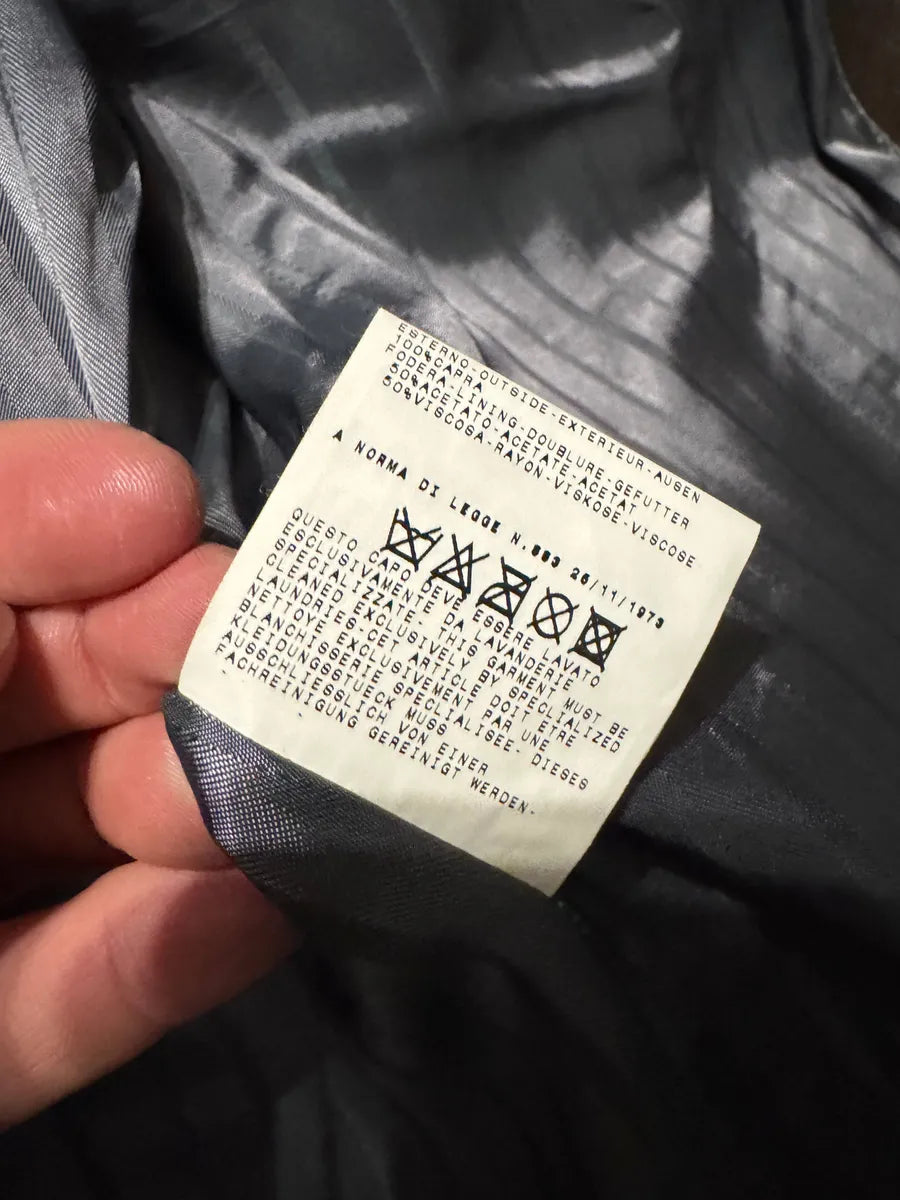 ESTERNO-OUTSIDE-EXTERIEUR-AUSEN
100%CAPRA
FODERA-LINING-DOUBLURE-GEFUTTER
50%ACETATO-ACETATE-ACETAT
50%VISCOSA-RAYON-VISKOSE-VISCOSE
A NORMA DI LEGGE N.883 26/11/1973
QUESTO CAPO DEVE ESSERE LAVATO
ESCLUSIVAMENTE DA LAVANDERIE
SPECIALIZZATE. THIS GARMENT MUST BE
CLEANED EXCLUSIVELY BY SPECLIALIZED
LAUNDRIES.CET ARTICLE DOTT ETRE
NETTOYE EXCLUSIVEMENT PAR UNE
BLANCHISSERIE SPECLIALISEE. DIESES
KLEIDUNGSSTUECK MUSS
AUSSCHLIESSLICH VON EINER
FACHREINIGUNG GEREINIGT WERDEN-